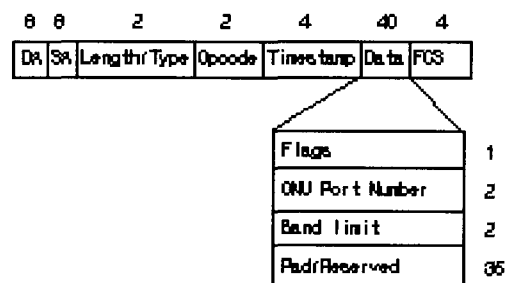 6 6 2 2 4 40 4
DA SA Length/Type Opcode Timestamp Data FCS
Flags 1
ONU Port Number 2
Band limit 2
Pad/Reserved 35